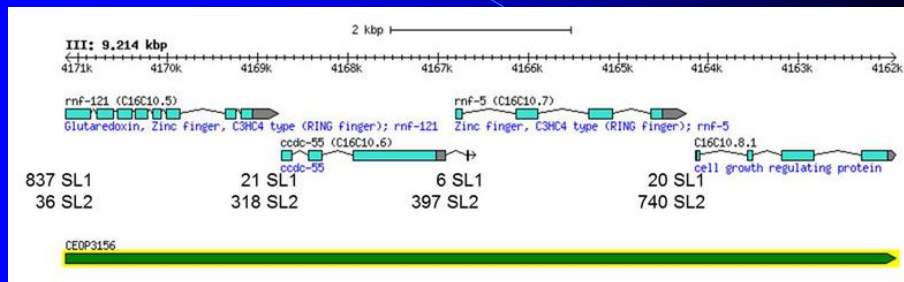 2 kbp
III: 9.214 kbp
4171k 4170k 4169k 4168k 4167k 4166k 4165k 4164k 4163k 4162k
rnf-121 (C16C10.5)
Glutaredoxin, Zinc finger, C3HC4 type (RING finger); rnf-121
rnf-5 (C16C10.7)
Zinc finger, C3HC4 type (RING finger); rnf-5
ccdc-55 (C16C10.6)
ccdc-55
C16C10.8.1
cell growth regulating protein
837 SL1 21 SL1 6 SL1 20 SL1
36 SL2 318 SL2 397 SL2 740 SL2
CEOP3156